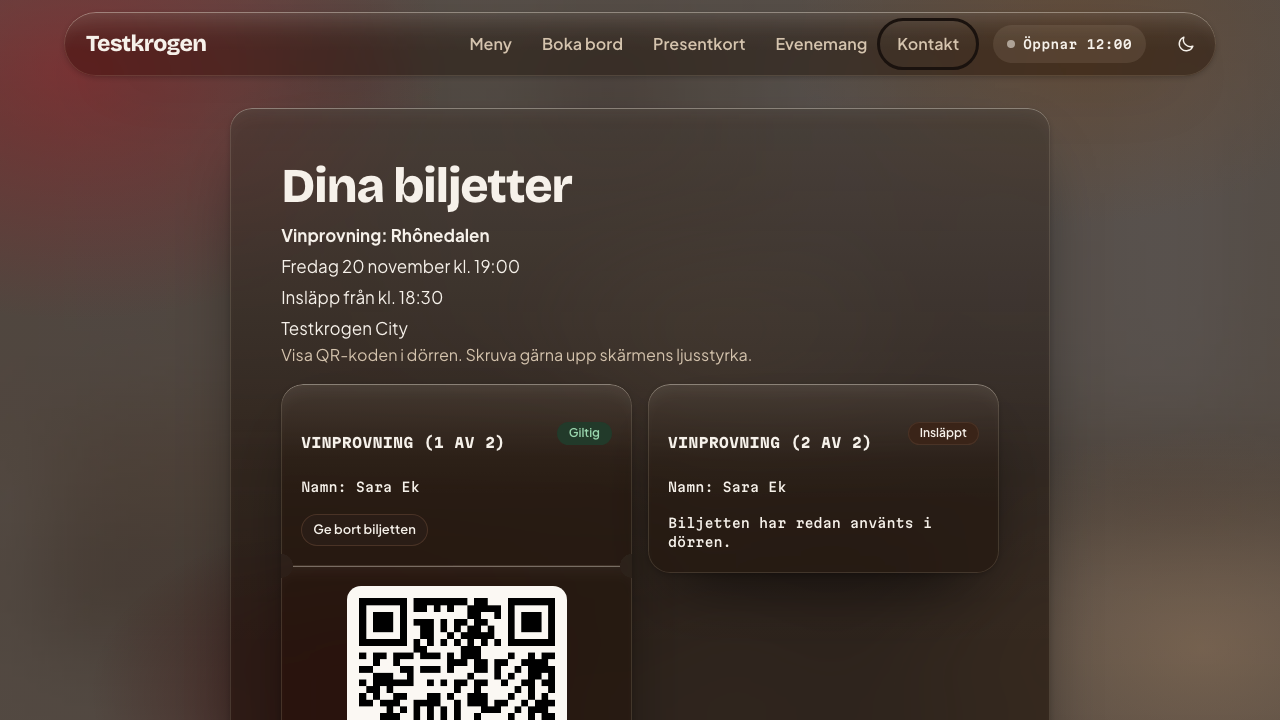 Testkrogen
Meny
Boka bord
Presentkort
Evenemang
Kontakt
Öppnar 12:00
Dina biljetter
Vinprovning: Rhônedalen
Fredag 20 november kl. 19:00
Insläpp från kl. 18:30
Testkrogen City
Visa QR-koden i dörren. Skruva gärna upp skärmens ljusstyrka.
VINPROVNING (1 AV 2)
Giltig
Namn: Sara Ek
Ge bort biljetten
VINPROVNING (2 AV 2)
Insläppt
Namn: Sara Ek
Biljetten har redan använts i
dörren.